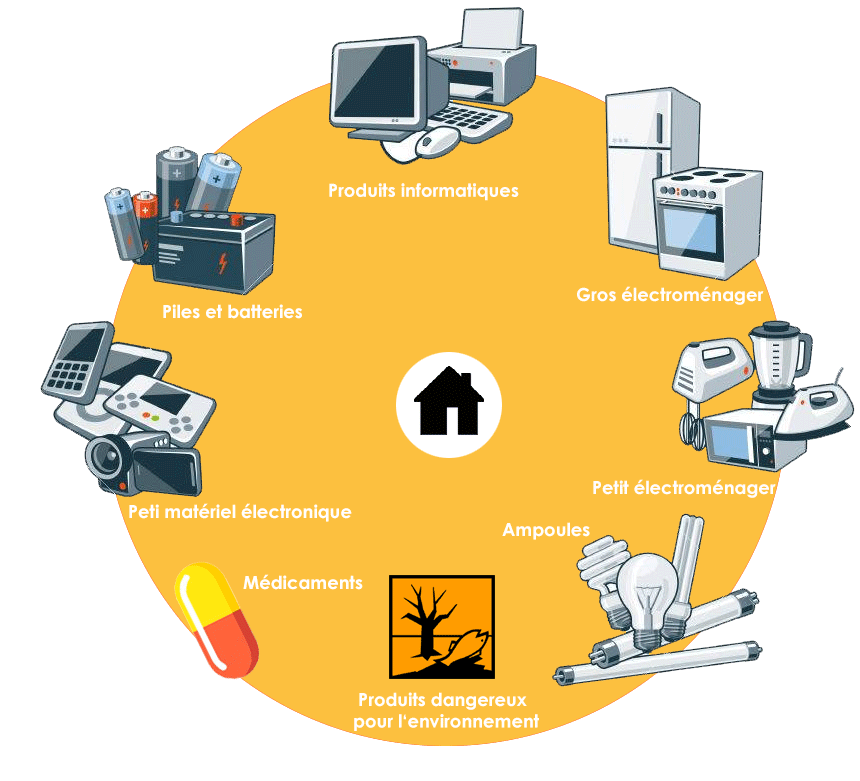 Produits informatiques
Gros électroménager
Piles et batteries
Petit électroménager
Peti matériel électronique
Ampoules
Médicaments
Produits dangereux
pour l'environnement